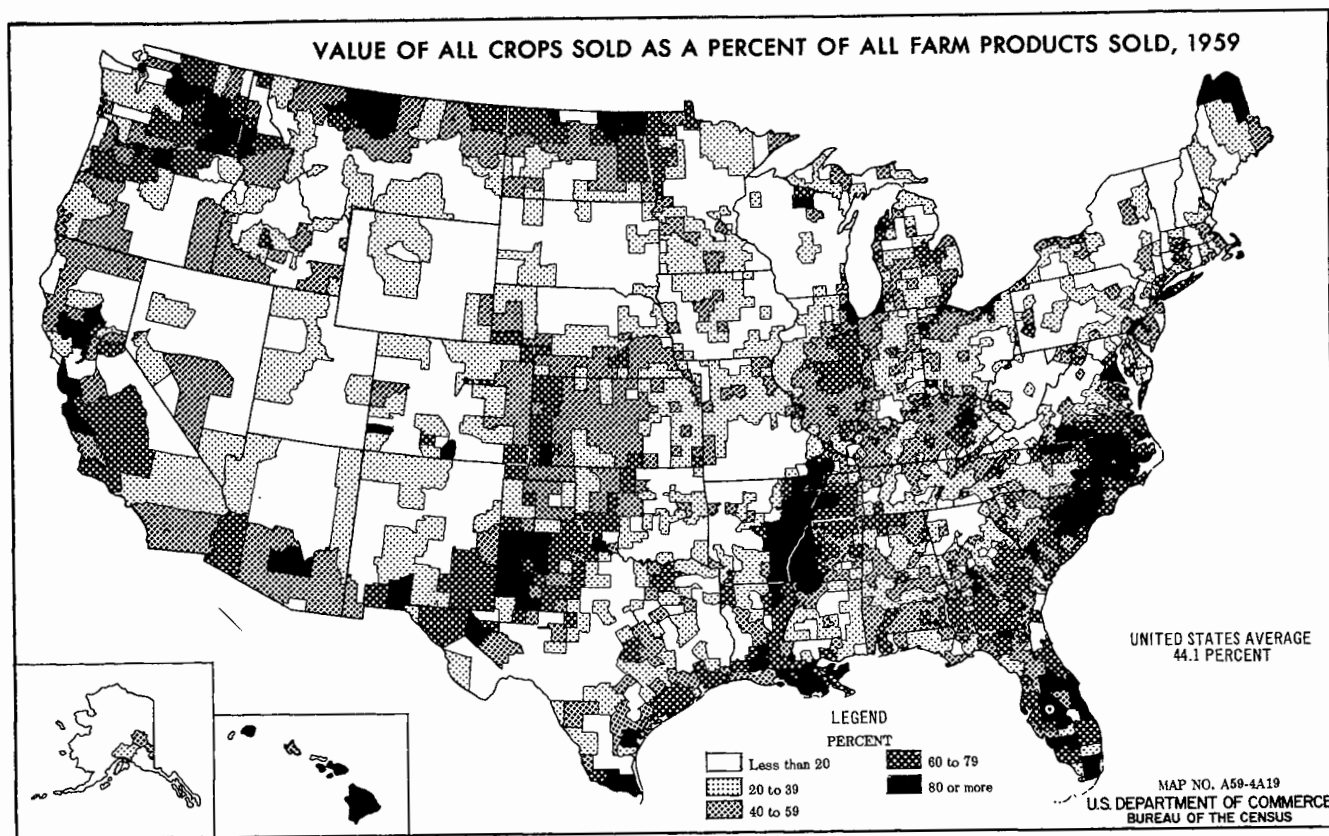 VALUE OF ALL CROPS SOLD AS A PERCENT OF ALL FARM PRODUCTS SOLD, 1959
UNITED STATES AVERAGE
44.1 PERCENT
LEGEND
PERCENT
Less than 20
20 to 39
40 to 59
60 to 79
80 or more
MAP NO. A59-4A19
U.S. DEPARTMENT OF COMMERCE
BUREAU OF THE CENSUS